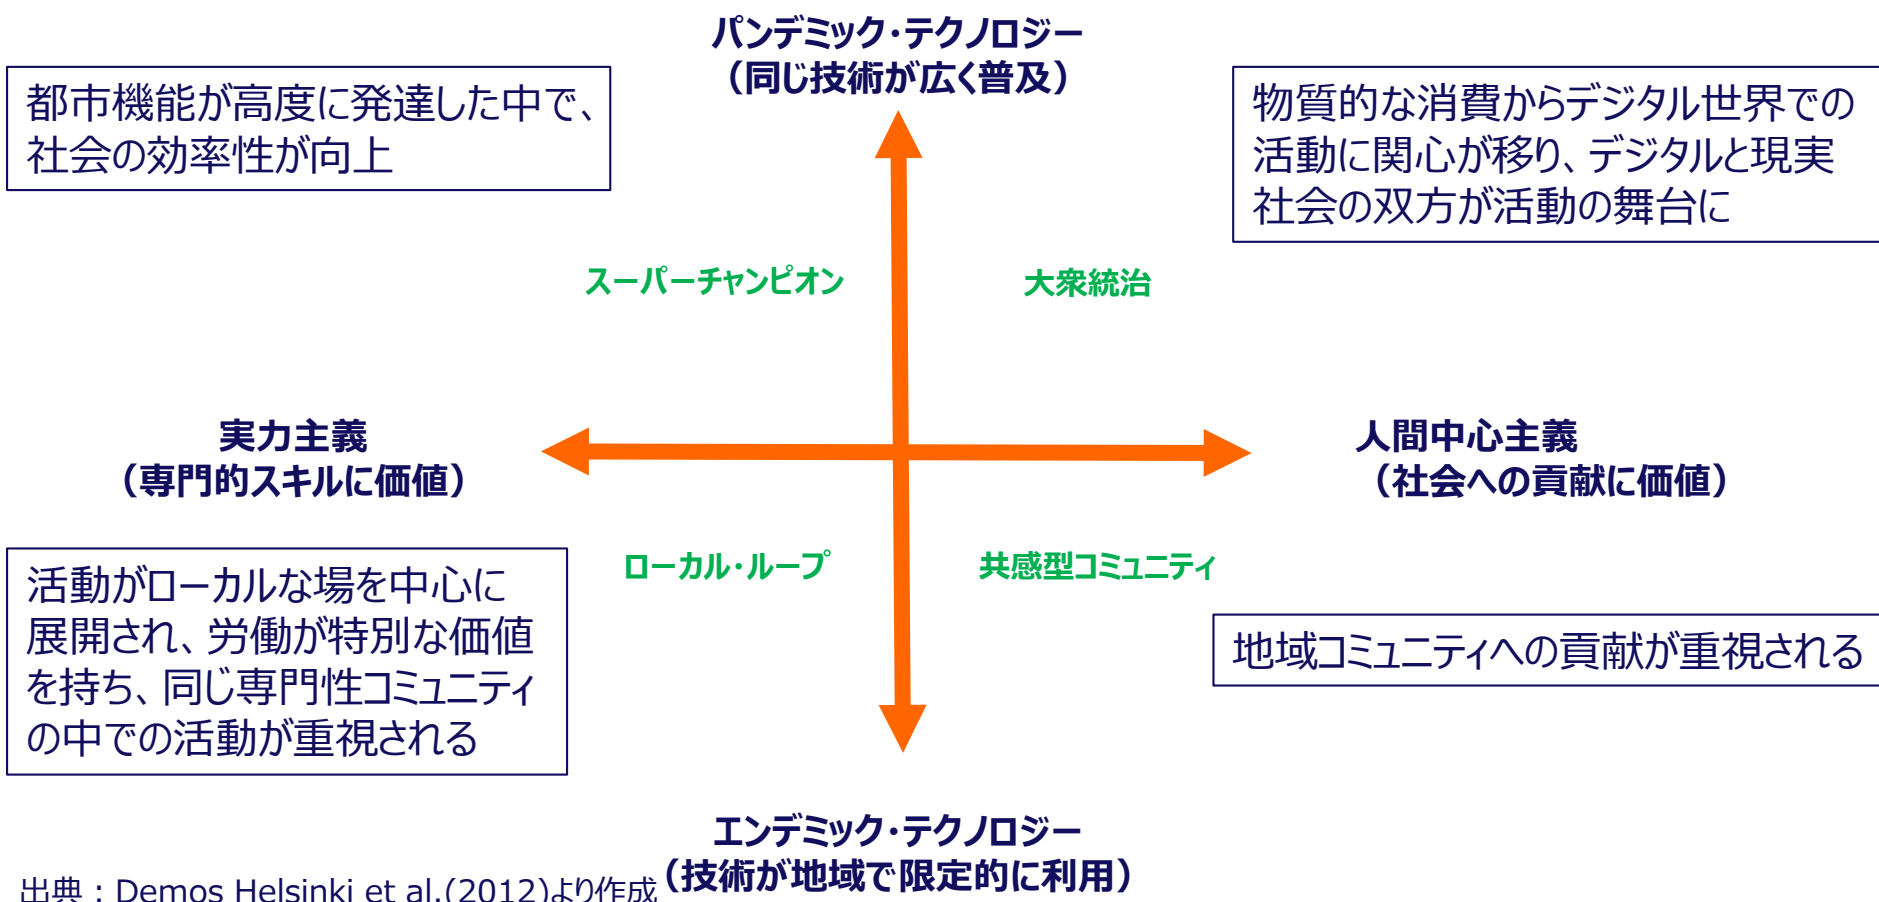 パンデミック・テクノロジー
（同じ技術が広く普及）
都市機能が高度に発達した中で、
社会の効率性が向上
物質的な消費からデジタル世界での
活動に関心が移り、デジタルと現実
社会の双方が活動の舞台に
スーパーチャンピオン
大衆統治
実力主義
（専門的スキルに価値）
人間中心主義
（社会への貢献に価値）
ローカル・ループ
共感型コミュニティ
活動がローカルな場を中心に
展開され、労働が特別な価値
を持ち、同じ専門性コミュニティ
の中での活動が重視される
地域コミュニティへの貢献が重視される
エンデミック・テクノロジー
（技術が地域で限定的に利用）
出典：Demos Helsinki et al.(2012)より作成